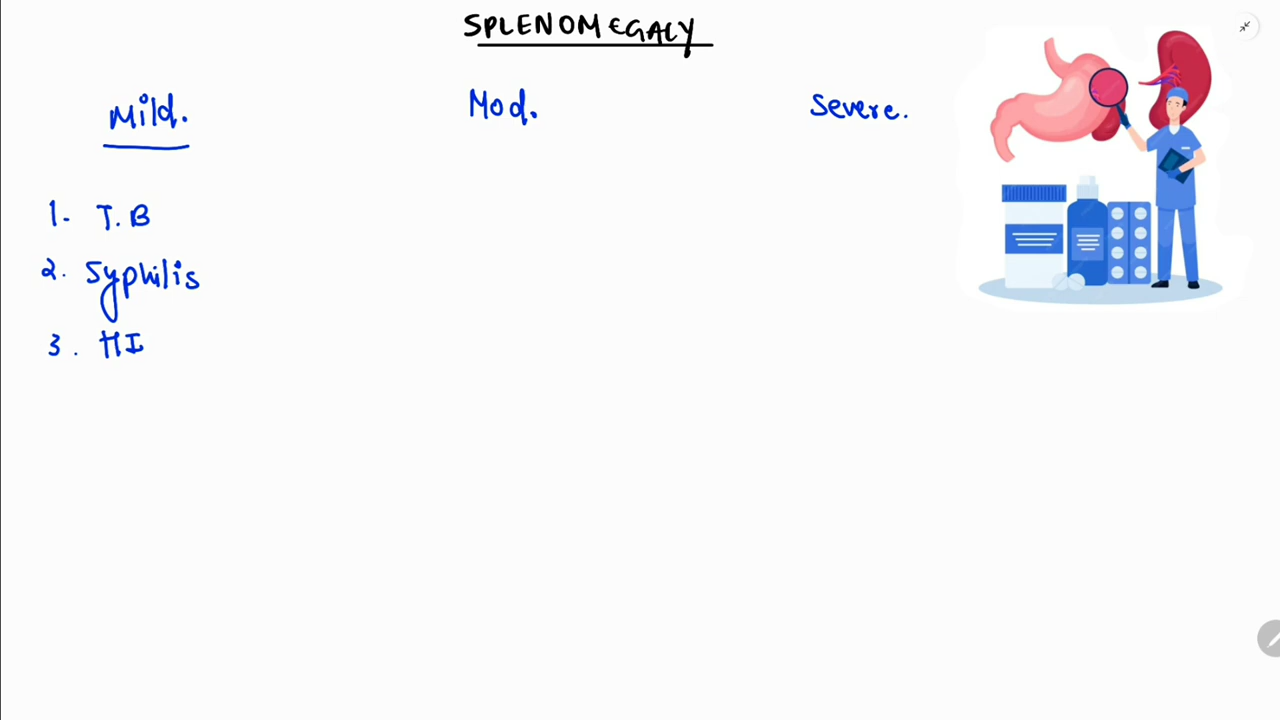 SPLENOMEGALY
Mild. Mod. Severe.
1. T.B
2. Syphilis
3. HI